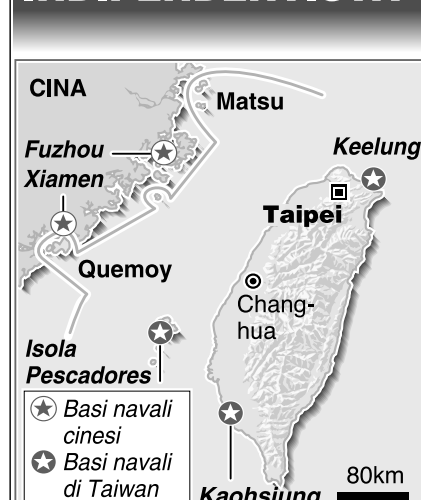 CINA
Matsu
Fuzhou
Xiamen
Keelung
Taipei
Quemoy
Chang-
hua
Isola
Pescadores
Basi navali
cinesi
Basi navali
di Taiwan
80km
Kaohsiung